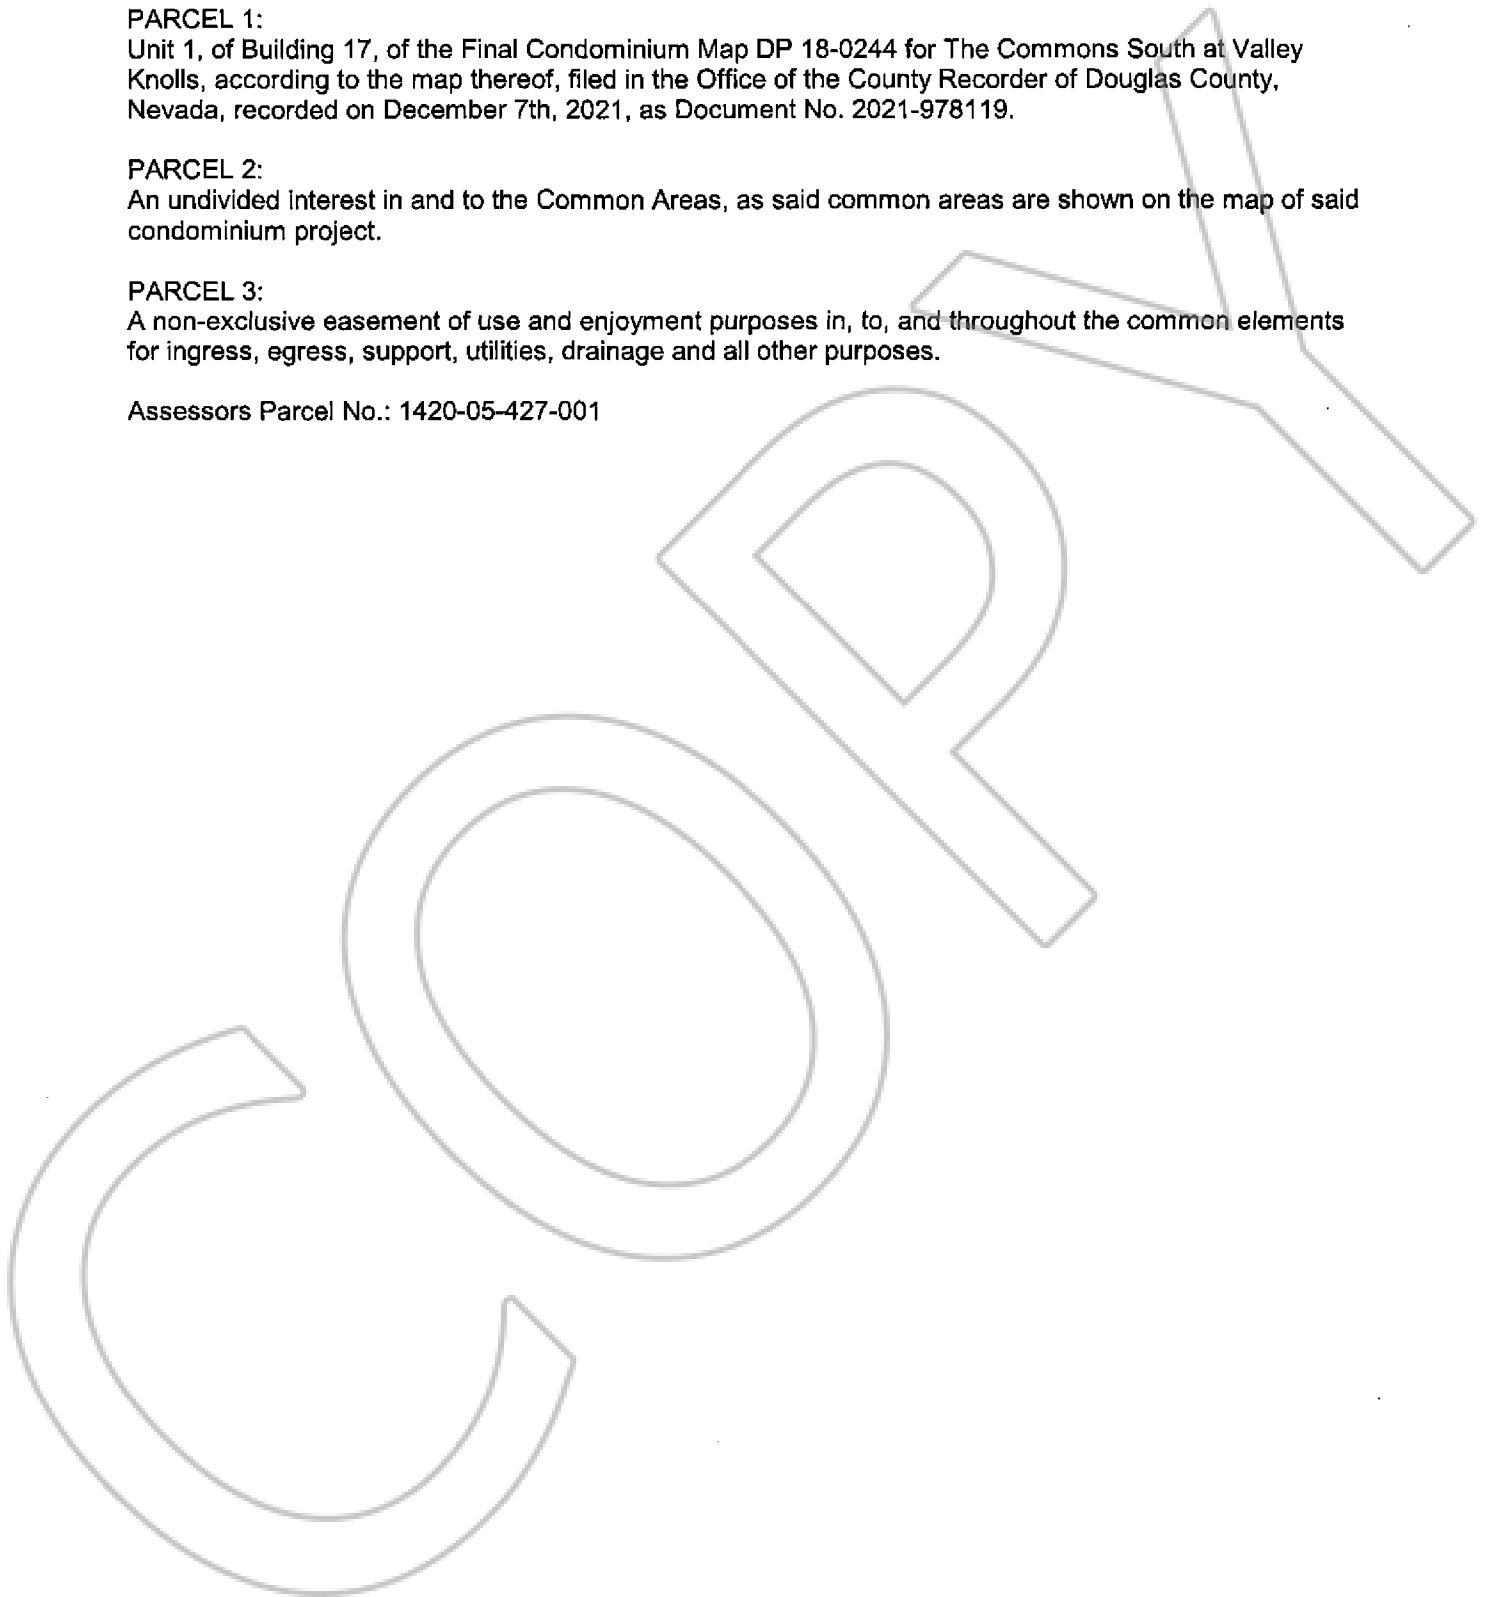 PARCEL 1:
Unit 1, of Building 17, of the Final Condominium Map DP 18-0244 for The Commons South at Valley
Knolls, according to the map thereof, filed in the Office of the County Recorder of Douglas County,
Nevada, recorded on December 7th, 2021, as Document No. 2021-978119.
PARCEL 2:
An undivided interest in and to the Common Areas, as said common areas are shown on the map of said
condominium project.
PARCEL 3:
A non-exclusive easement of use and enjoyment purposes in, to, and throughout the common elements
for ingress, egress, support, utilities, drainage and all other purposes.
Assessors Parcel No.: 1420-05-427-001
COPY